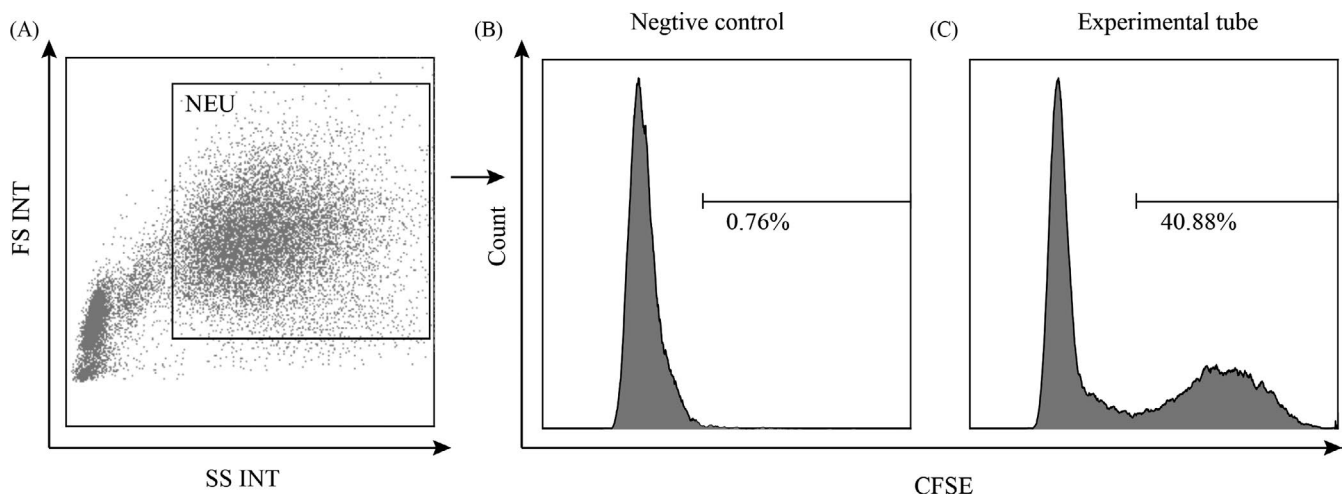 (A)
NEU
FS INT
SS INT
(B)
Negtive control
0.76%
Count
(C)
Experimental tube
40.88%
CFSE